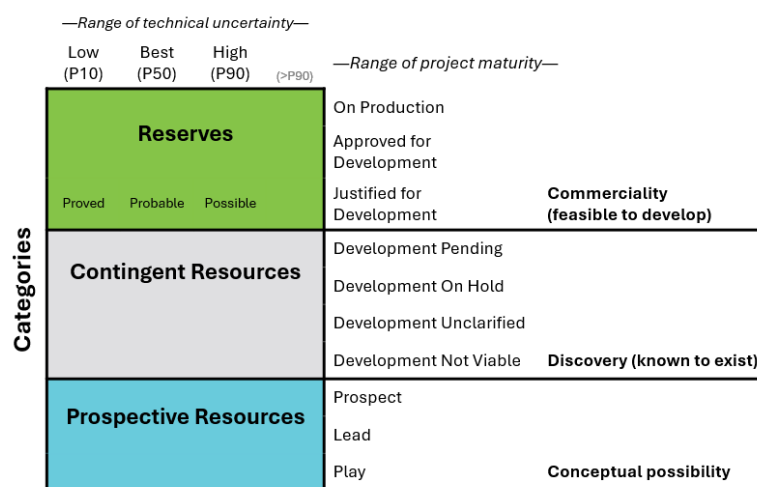 —Range of technical uncertainty—
Low Best High
(P10) (P50) (P90) (>P90)
—Range of project maturity—
Categories
Reserves
Proved Probable Possible
On Production
Approved for
Development
Justified for
Development
Commerciality
(feasible to develop)
Contingent Resources
Development Pending
Development On Hold
Development Unclarified
Development Not Viable
Discovery (known to exist)
Prospective Resources
Prospect
Lead
Play
Conceptual possibility